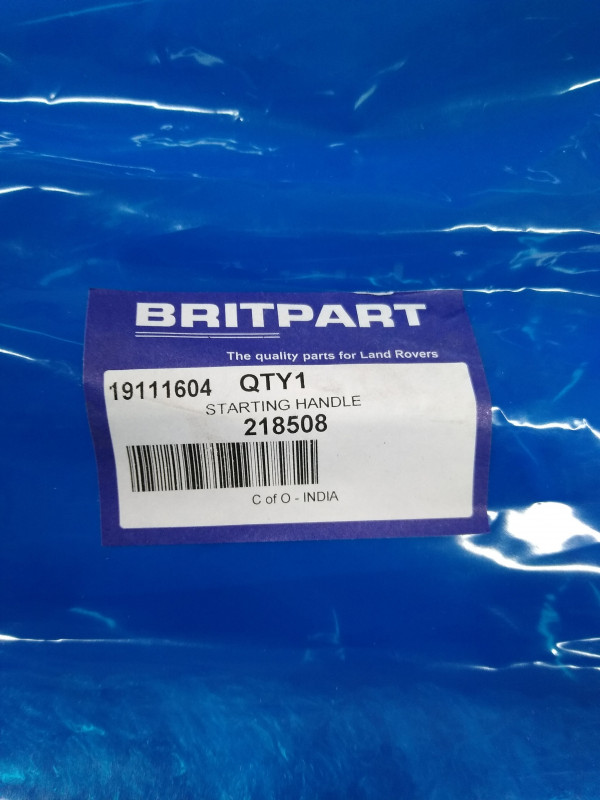 BRITPART
The quality parts for Land Rovers
19111604 QTY1
STARTING HANDLE
218508
C of O - INDIA